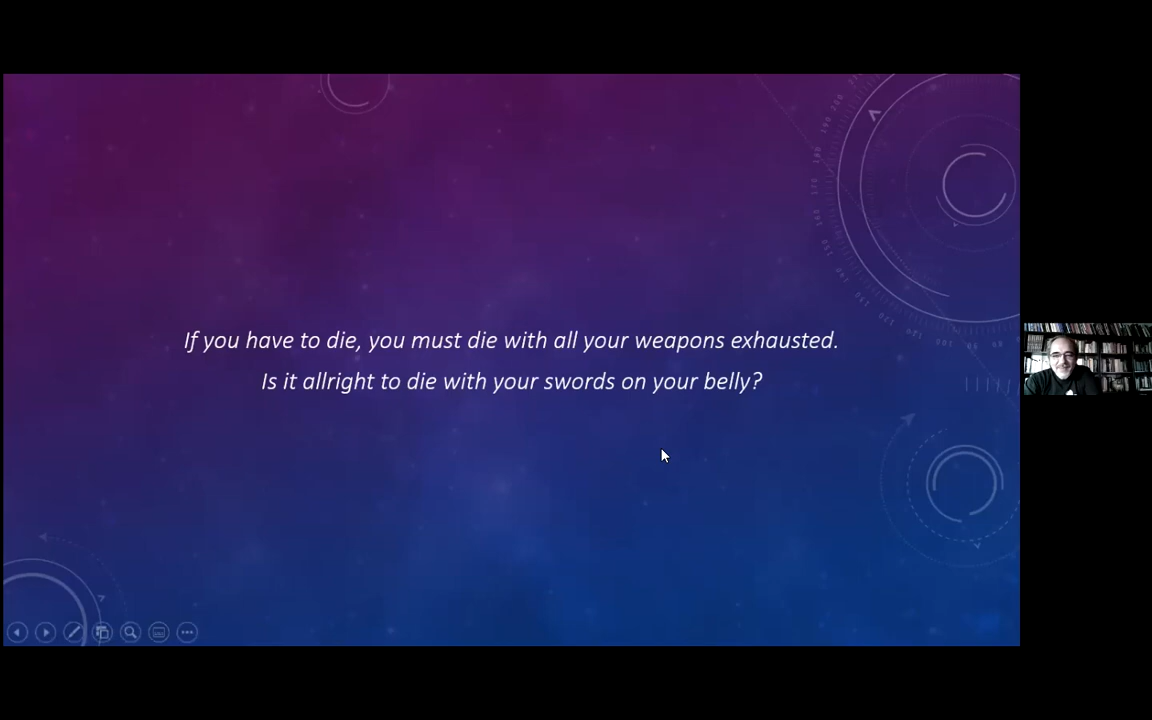 If you have to die, you must die with all your weapons exhausted.
Is it allright to die with your swords on your belly?